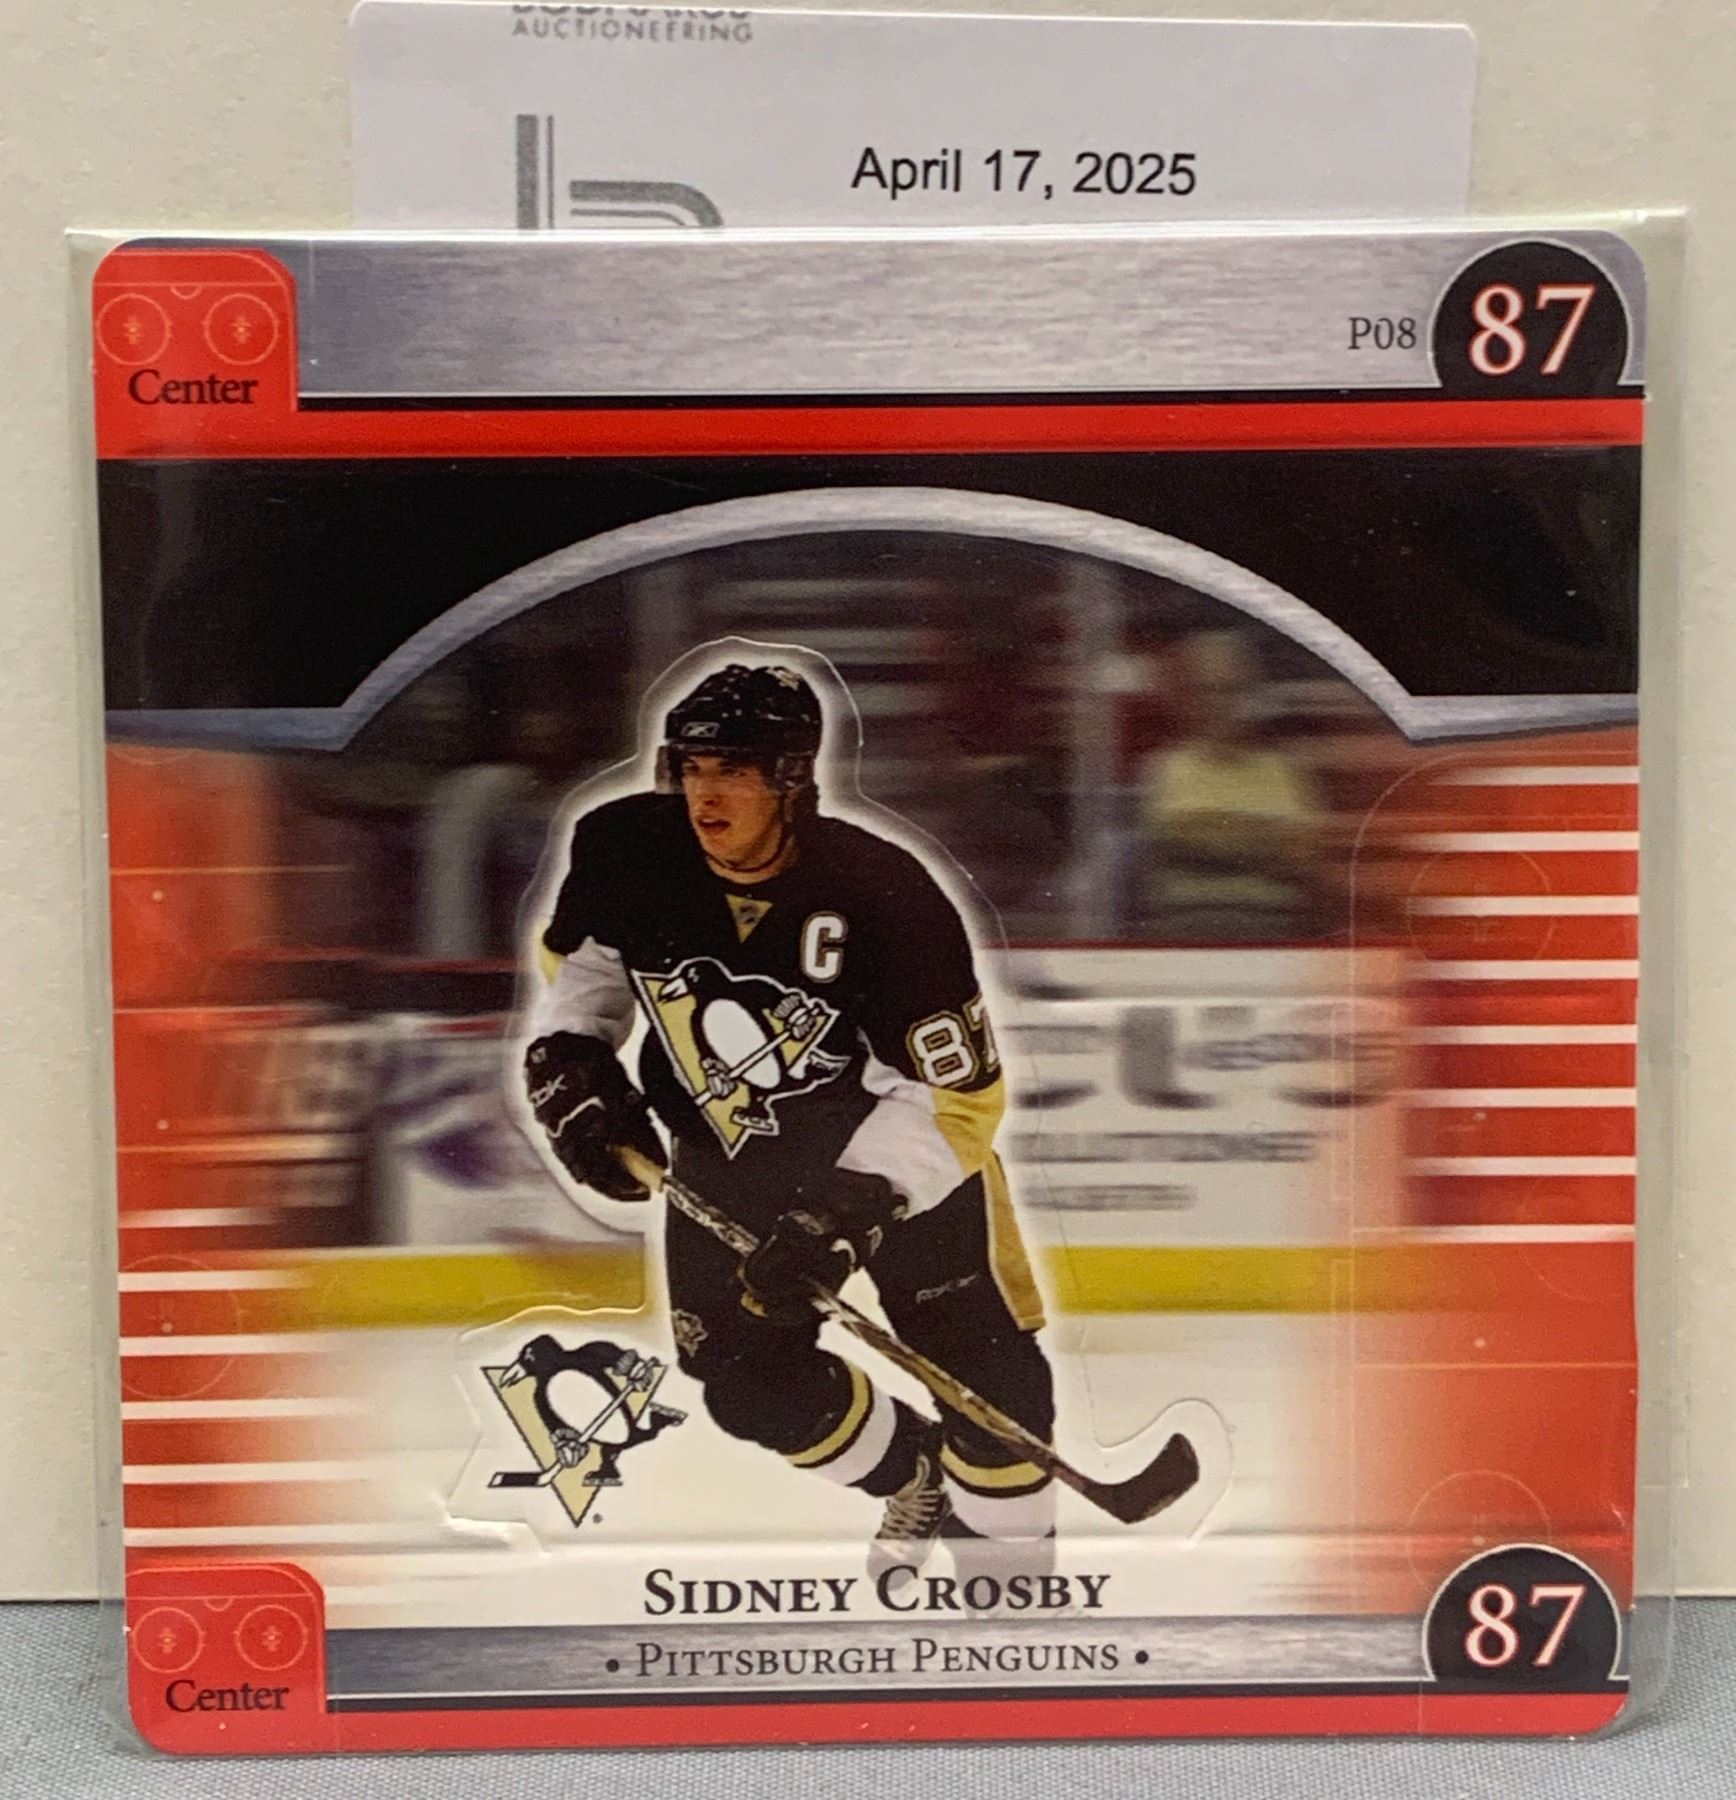 AUCTIONEERING
April 17, 2025
Center
P08
87
C
87
SIDNEY CROSBY
• PITTSBURGH PENGUINS •
Center
87